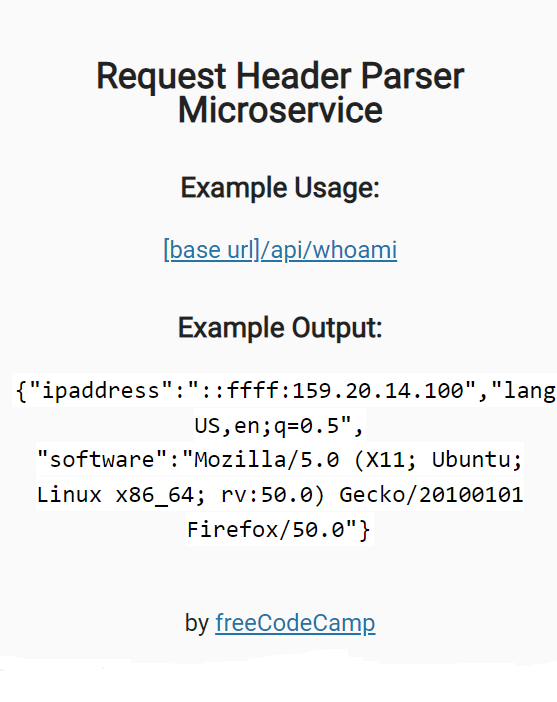 Request Header Parser
Microservice
Example Usage:
[base url]/api/whoami
Example Output:
{"ipaddress":"::ffff:159.20.14.100","lang
US,en;q=0.5",
"software":"Mozilla/5.0 (X11; Ubuntu;
Linux x86_64; rv:50.0) Gecko/20100101
Firefox/50.0"}
by freeCodeCamp